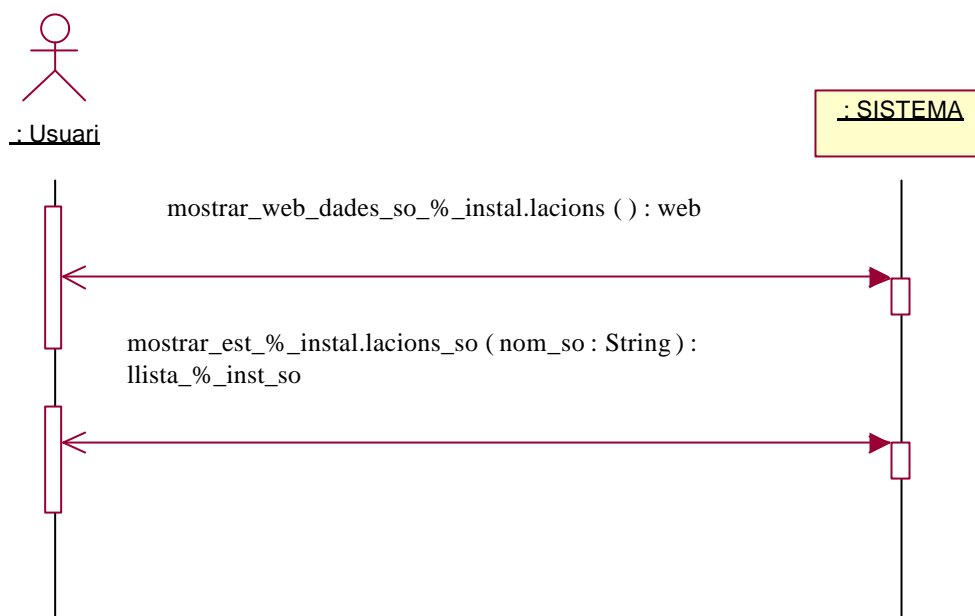 : Usuari
: SISTEMA
mostrar_web_dades_so_%_instal.lacions ( ) : web
mostrar_est_%_instal.lacions_so ( nom_so : String ) :
llista_%_inst_so